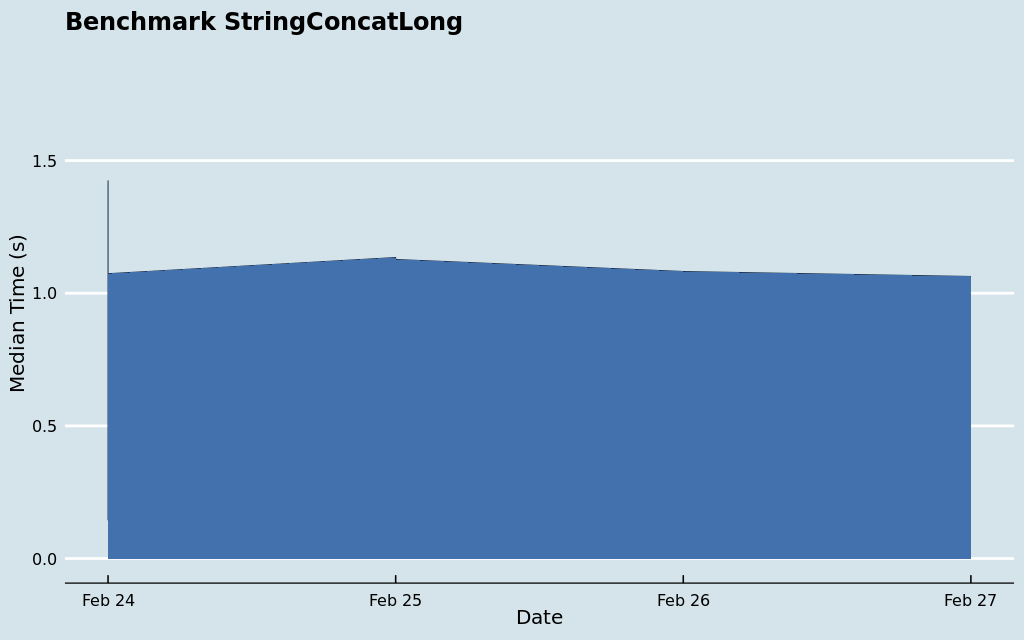 Benchmark StringConcatLong
Median Time (s)
1.5
1.0
0.5
0.0
Feb 24
Feb 25
Feb 26
Feb 27
Date